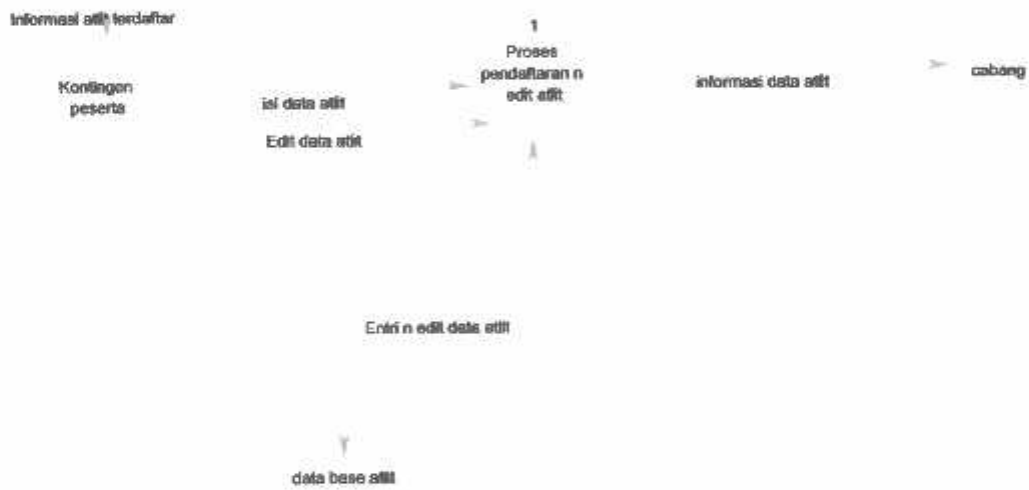 Informasi atlit terdaftar
1
Proses
pendaftaran n
edit atlit
Kontingen
peserta
isi data atlit
Edit data atlit
informasi data atlit
cabang
Entri n edit data atlit
data base atlit